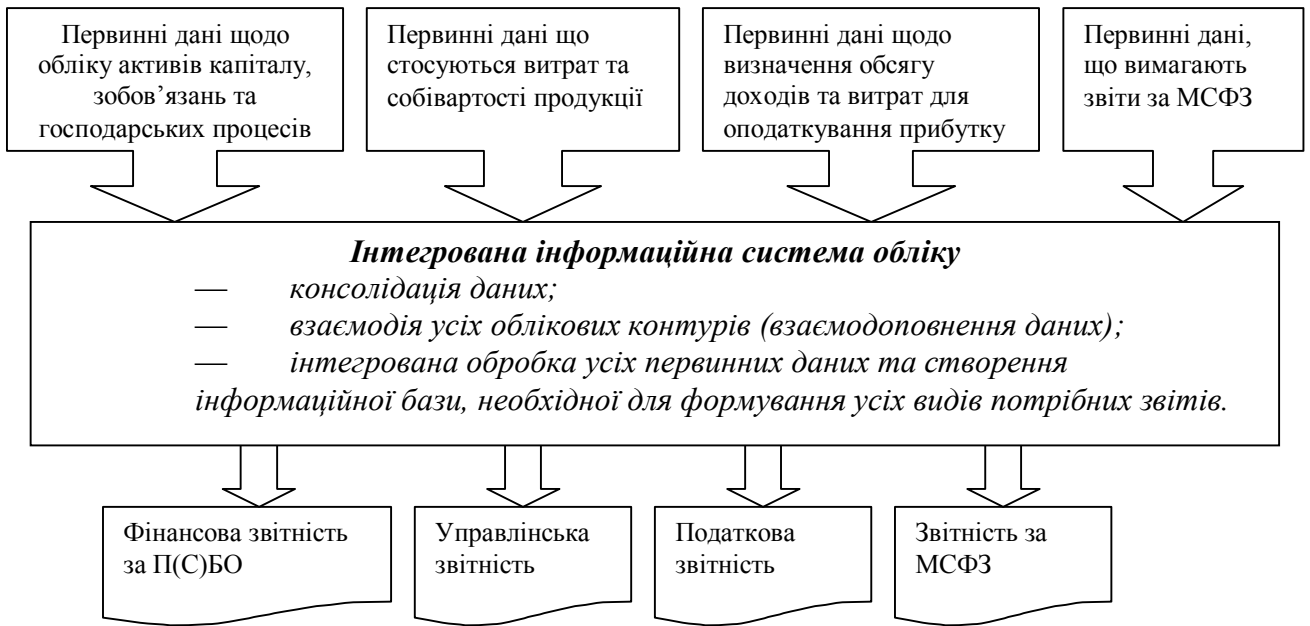 Первинні дані щодо
обліку активів капіталу,
зобов’язань та
господарських процесів
Первинні дані що
стосуються витрат та
собівартості продукції
Первинні дані щодо
визначення обсягу
доходів та витрат для
оподаткування прибутку
Первинні дані,
що вимагають
звіти за МСФЗ
Інтегрована інформаційна система обліку
— консолідація даних;
— взаємодія усіх облікових контурів (взаємодоповнення даних);
— інтегрована обробка усіх первинних даних та створення
інформаційної бази, необхідної для формування усіх видів потрібних звітів.
Фінансова звітність
за П(С)БО
Управлінська
звітність
Податкова
звітність
Звітність за
МСФЗ